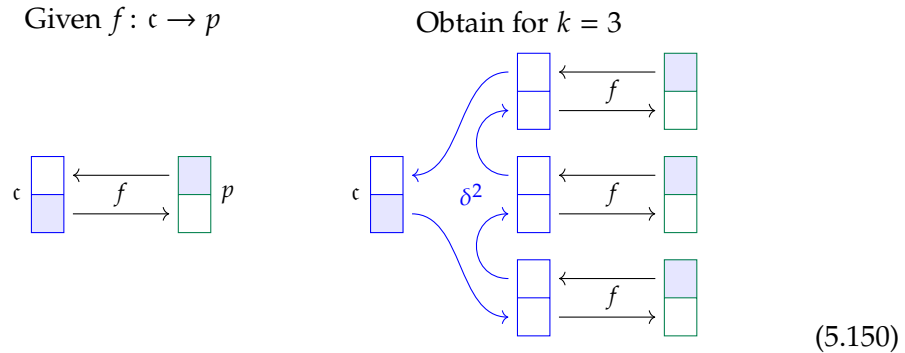 Given f : 𝔠 → p
Obtain for k = 3
f
𝔠 f p
𝔠 δ² f
f
(5.150)